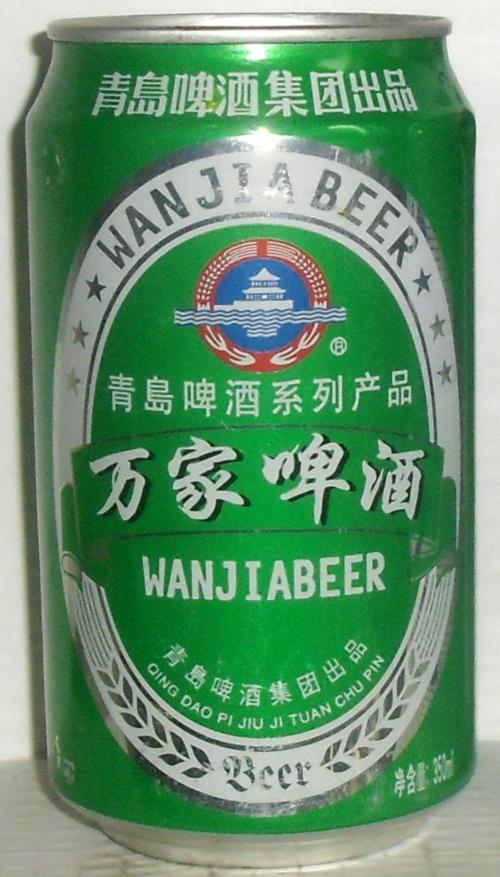 青島啤酒集团出品
WANJIA BEER
®
青島啤酒系列产品
万家啤酒
WANJIABEER
青島啤酒集团出品
QING DAO PI JIU JI TUAN CHU PIN
Beer
净含量: 350ml